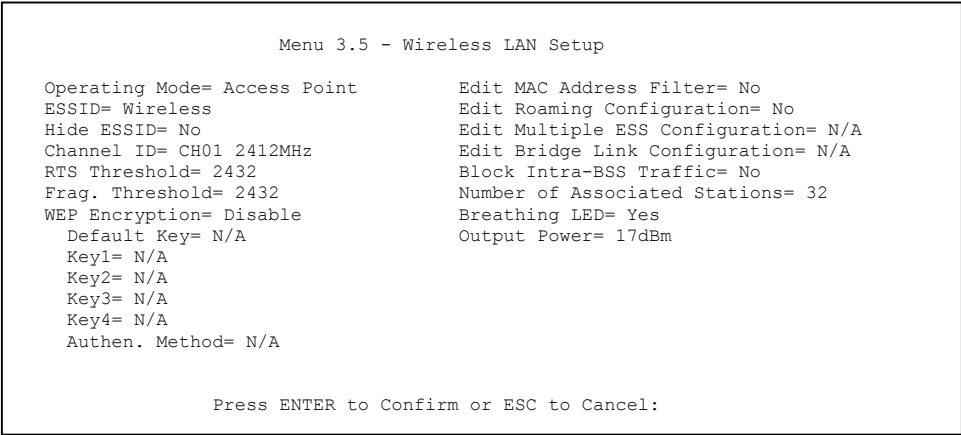 Menu 3.5 - Wireless LAN Setup
Operating Mode= Access Point Edit MAC Address Filter= No
ESSID= Wireless Edit Roaming Configuration= No
Hide ESSID= No Edit Multiple ESS Configuration= N/A
Channel ID= CH01 2412MHz Edit Bridge Link Configuration= N/A
RTS Threshold= 2432 Block Intra-BSS Traffic= No
Frag. Threshold= 2432 Number of Associated Stations= 32
WEP Encryption= Disable Breathing LED= Yes
Default Key= N/A Output Power= 17dBm
Key1= N/A
Key2= N/A
Key3= N/A
Key4= N/A
Authen. Method= N/A
Press ENTER to Confirm or ESC to Cancel: